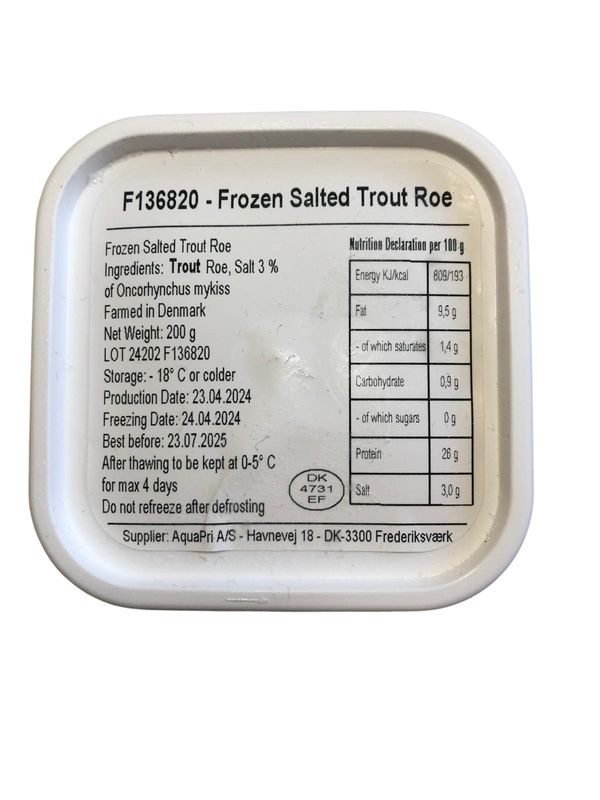 F136820 - Frozen Salted Trout Roe
Frozen Salted Trout Roe
Ingredients: Trout Roe, Salt 3 %
of Oncorhynchus mykiss
Farmed in Denmark
Net Weight: 200 g
LOT 24202 F136820
Storage: - 18° C or colder
Production Date: 23.04.2024
Freezing Date: 24.04.2024
Best before: 23.07.2025
After thawing to be kept at 0-5° C
for max 4 days
Do not refreeze after defrosting
Nutrition Declaration per 100 g
Energy KJ/kcal 809/193
Fat 9,5 g
- of which saturates 1,4 g
Carbohydrate 0,9 g
- of which sugars 0 g
Protein 26 g
Salt 3,0 g
DK
4731
EF
Supplier: AquaPri A/S - Havnevej 18 - DK-3300 Frederiksværk